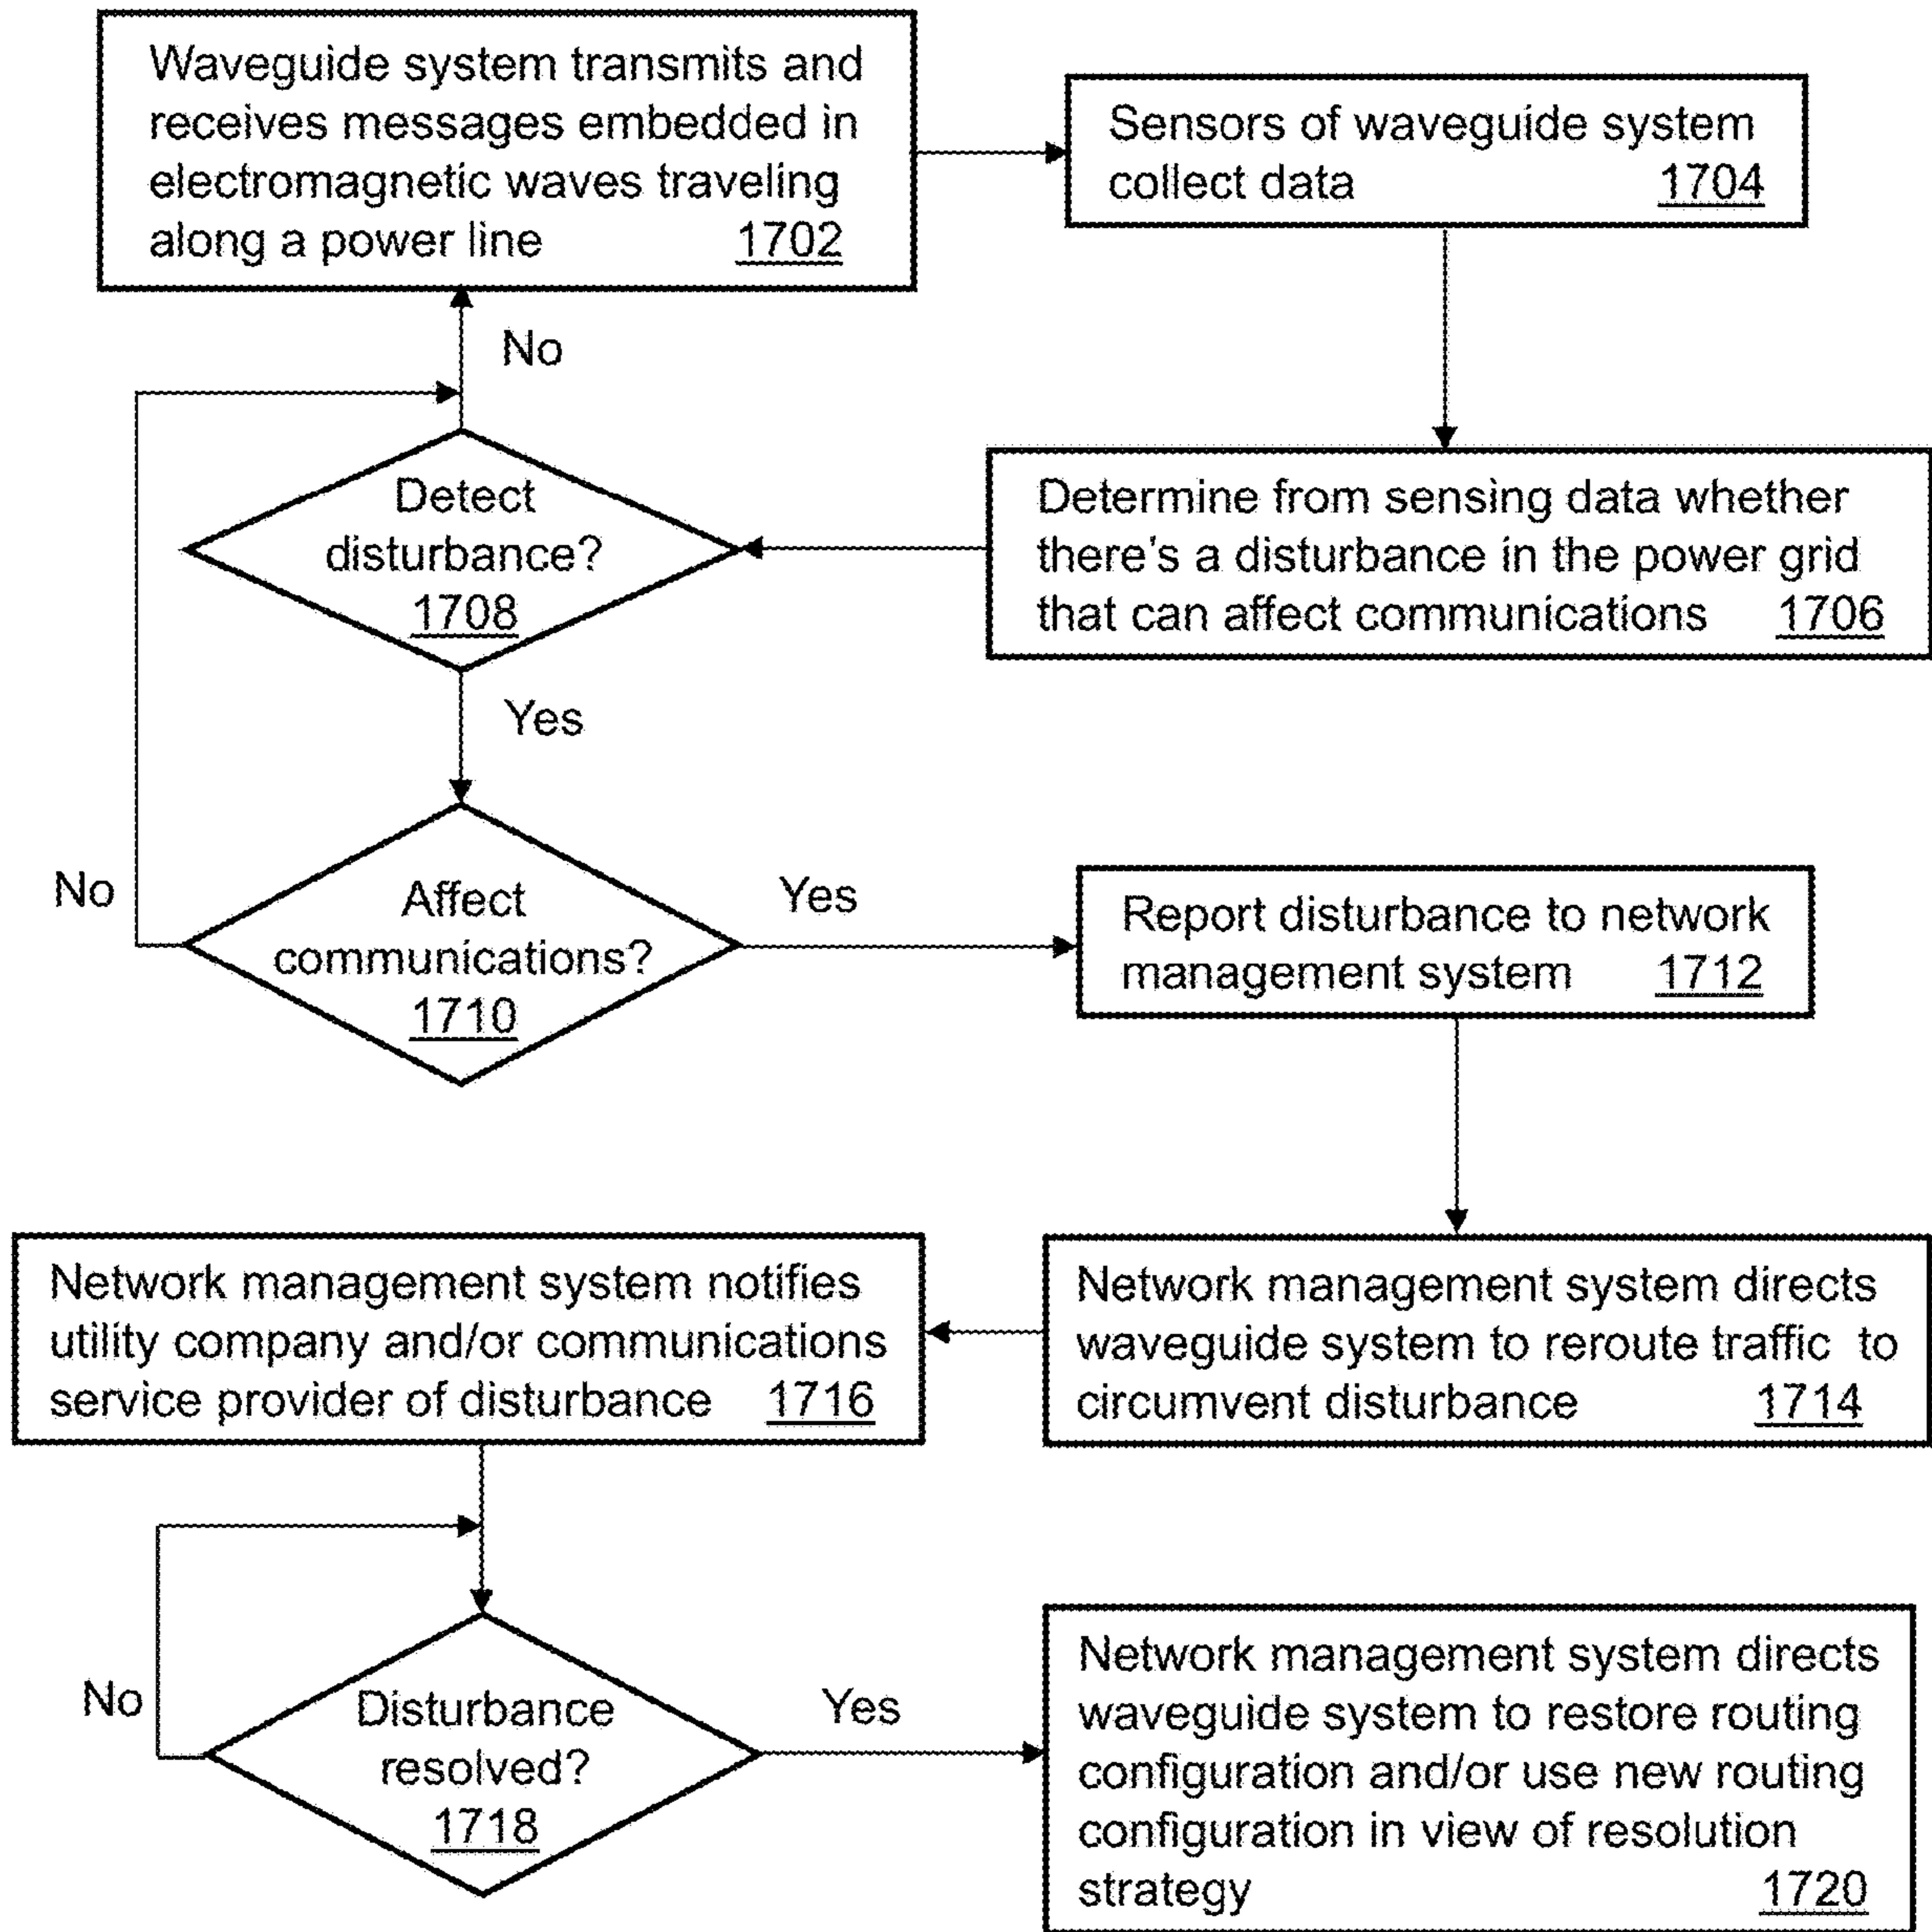 Waveguide system transmits and
receives messages embedded in
electromagnetic waves traveling
along a power line 1702
Sensors of waveguide system
collect data 1704
No
Detect
disturbance?
1708
Determine from sensing data whether
there's a disturbance in the power grid
that can affect communications 1706
Yes
No
Affect
communications?
1710
Yes
Report disturbance to network
management system 1712
Network management system notifies
utility company and/or communications
service provider of disturbance 1716
Network management system directs
waveguide system to reroute traffic to
circumvent disturbance 1714
No
Disturbance
resolved?
1718
Yes
Network management system directs
waveguide system to restore routing
configuration and/or use new routing
configuration in view of resolution
strategy 1720